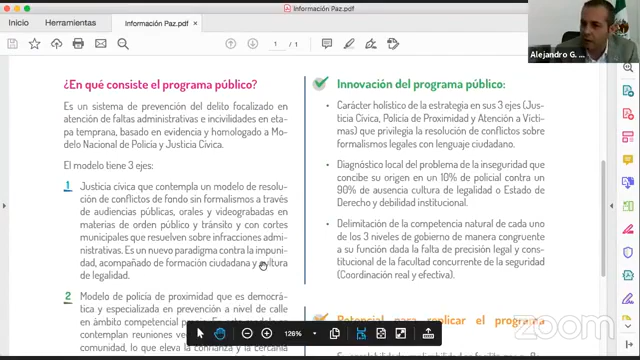 Información Paz.pdf
Inicio
Herramientas
Información Paz.pdf
1 / 1
Alejandro G. ...
¿En qué consiste el programa público?
Es un sistema de prevención del delito focalizado en
atención de faltas administrativas e incivilidades en eta-
pa temprana, basado en evidencia y homologado a Mo-
delo Nacional de Policía y Justicia Cívica.
El modelo tiene 3 ejes:
1 Justicia cívica que contempla un modelo de resolu-
ción de conflictos de fondo sin formalismos a través
de audiencias públicas, orales y videograbadas en
materias de orden público y tránsito y con cortes
municipales que resuelven sobre infracciones admi-
nistrativas. Es un nuevo paradigma contra la impuni-
dad, acompañado de formación ciudadana y cultura
de legalidad.
2 Modelo de policía de proximidad que es democrá-
tica y especializada en prevención a nivel de calle
en ámbito competencial
contemplan reuniones
comunidad, lo que eleva la confianza y la cercanía
Innovación del programa público:
• Carácter holístico de la estrategia en sus 3 ejes (Jus-
ticia Cívica, Policía de Proximidad y Atención a Vícti-
mas) que privilegia la resolución de conflictos sobre
formalismos legales con lenguaje ciudadano.
• Diagnóstico local del problema de la inseguridad que
concibe su origen en un 10% de policial contra un
90% de ausencia cultura de legalidad o Estado de
Derecho y debilidad institucional.
• Delimitación de la competencia natural de cada uno
de los 3 niveles de gobierno de manera congruente
a su función dada la falta de precisión legal y cons-
titucional de la facultad concurrente de la seguridad
(Coordinación real y efectiva).
Potencial para replicar el programa
126%
zoom